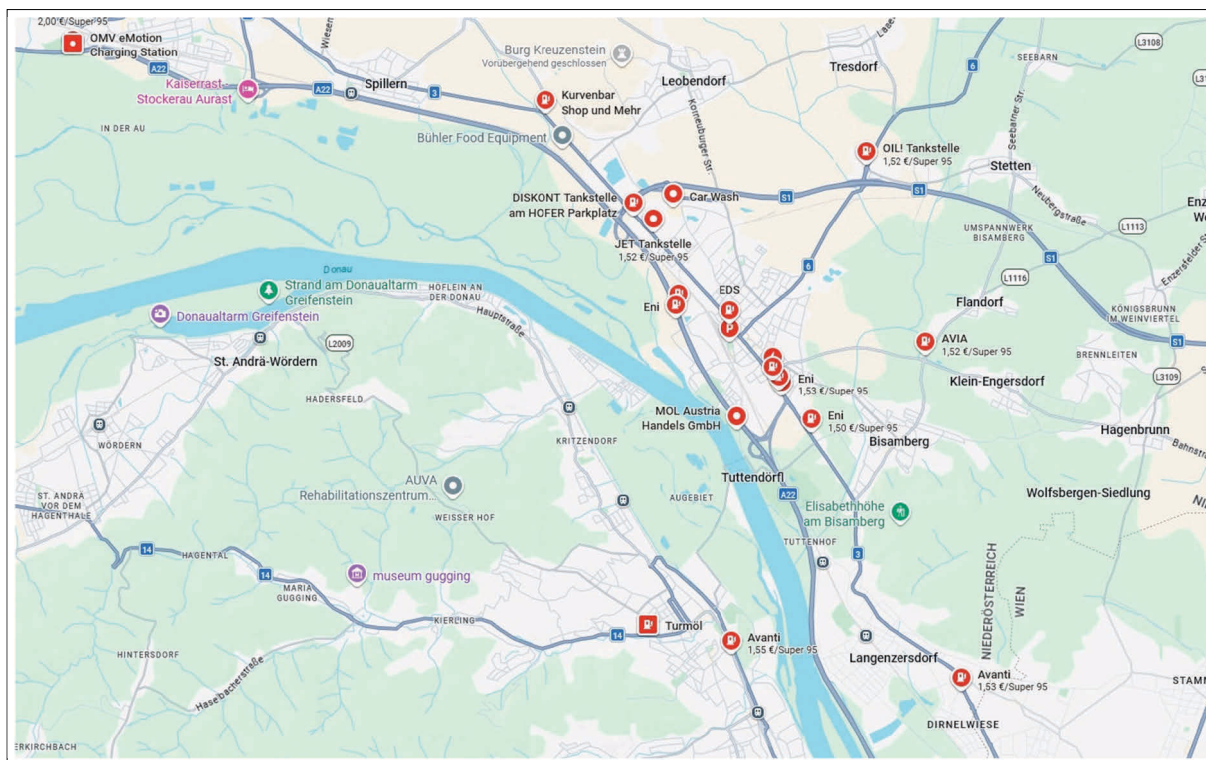 2,00 €/Super 95
OMV eMotion
Charging Station
A22
Kaiserrast
Stockerau Aurast
A22
Spillern
3
Burg Kreuzenstein
Vorübergehend geschlossen
Leobendorf
Tresdorf
6
SEEBARN
L3108
Kurvenbar
Shop und Mehr
Bühler Food Equipment
Korneuburger Str.
Seebarner Str.
IN DER AU
OIL! Tankstelle
1,52 €/Super 95
Stetten
DISKONT Tankstelle
am HOFER Parkplatz
Car Wash
S1
S1
Neubergstraße
L1113
UMSPANNWERK
BISAMBERG
S1
Enzersfelder Str.
JET Tankstelle
1,52 €/Super 95
6
L1116
Donau
Strand am Donaualtarm
Greifenstein
HÖFLEIN AN
DER DONAU
Hauptstraße
Donaualtarm Greifenstein
Eni
EDS
P
Flandorf
KÖNIGSBRUNN
IM WEINVIERTEL
S1
L2009
St. Andrä-Wördern
AVIA
1,52 €/Super 95
BRENNLEITEN
Klein-Engersdorf
L3109
HADERSFELD
Eni
1,53 €/Super 95
MOL Austria
Handels GmbH
Eni
1,50 €/Super 95
Bisamberg
Hagenbrunn
WÖRDERN
KRITZENDORF
AUVA
Rehabilitationszentrum...
Tuttendörfl
A22
AUGEBIET
Wolfsbergen-Siedlung
ST. ANDRÄ
VOR DEM
HAGENTHALE
WEISSER HOF
Elisabethhöhe
am Bisamberg
TUTTENHOF
3
14
HAGENTAL
14
museum gugging
MARIA
GUGGING
KIERLING
NIEDERÖSTERREICH
WIEN
Turmöl
14
Avanti
1,55 €/Super 95
Langenzersdorf
HINTERSDORF
Haselbacherstraße
Avanti
1,53 €/Super 95
DIRNELWIESE
ERKIRCHBACH